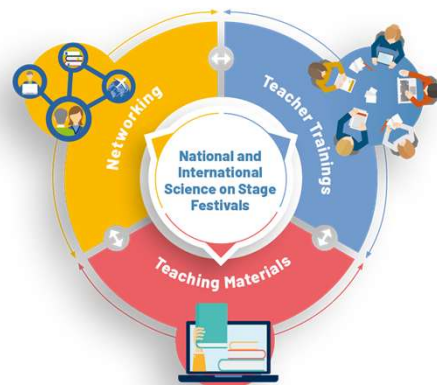 Networking
Teacher Trainings
National and
International
Science on Stage
Festivals
Teaching Materials